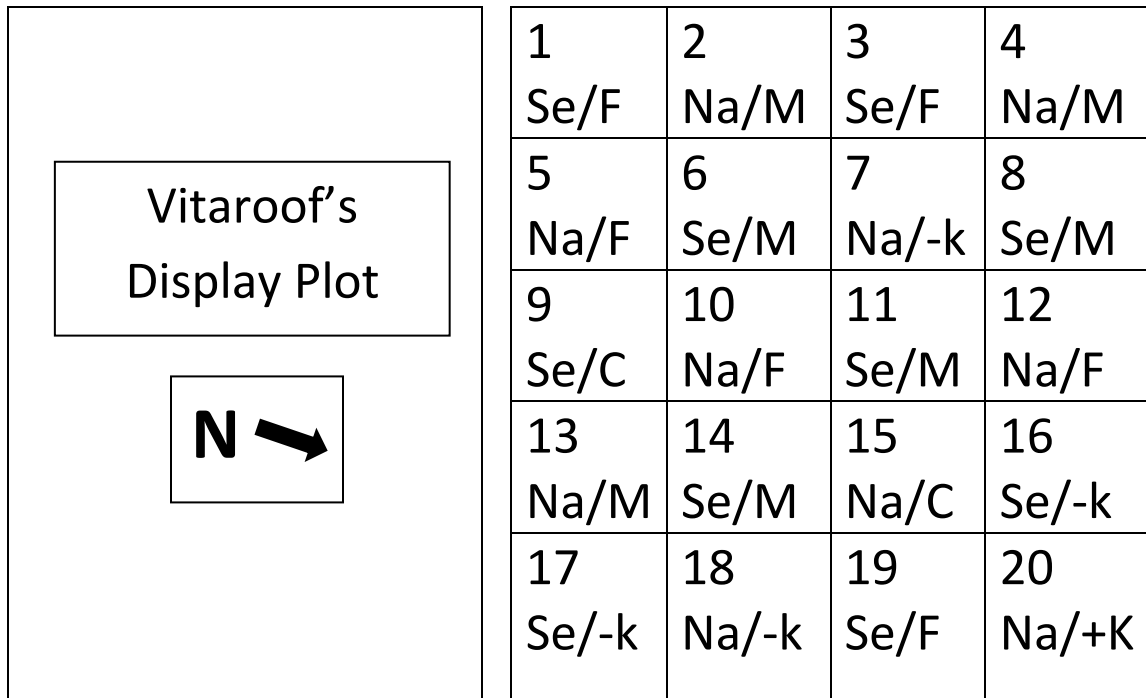 Vitaroof’s
Display Plot
N
1
Se/F
2
Na/M
3
Se/F
4
Na/M
5
Na/F
6
Se/M
7
Na/-k
8
Se/M
9
Se/C
10
Na/F
11
Se/M
12
Na/F
13
Na/M
14
Se/M
15
Na/C
16
Se/-k
17
Se/-k
18
Na/-k
19
Se/F
20
Na/+K